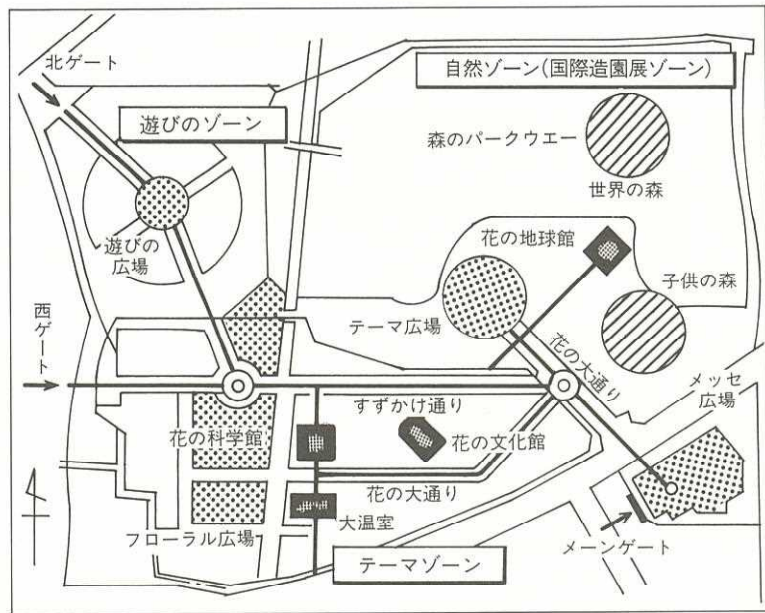 北ゲート
自然ゾーン(国際造園展ゾーン)
遊びのゾーン
森のパークウエー
世界の森
遊びの
広場
花の地球館
子供の森
西ゲート
テーマ広場
花の大通り
メッセ
広場
すずかけ通り
花の科学館
花の文化館
花の大通り
大温室
フローラル広場
メーンゲート
テーマゾーン